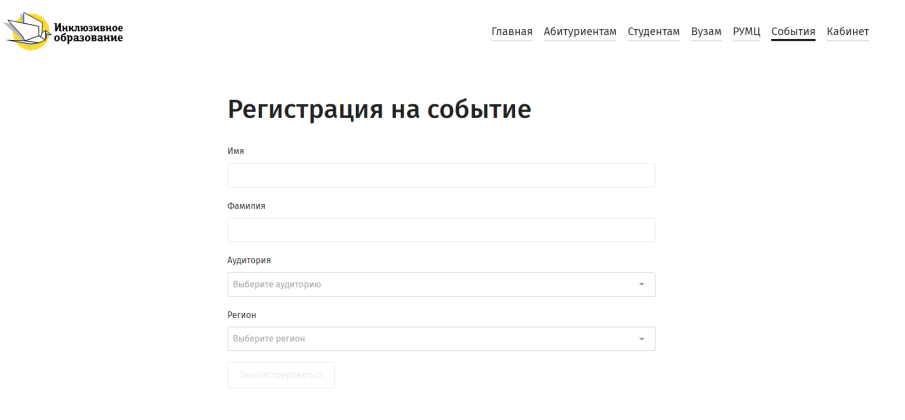 Инклюзивное
образование
Главная Абитуриентам Студентам Вузам РУМЦ События Кабинет
Регистрация на событие
Имя
Фамилия
Аудитория
Выберите аудиторию
Регион
Выберите регион
Зарегистрироваться